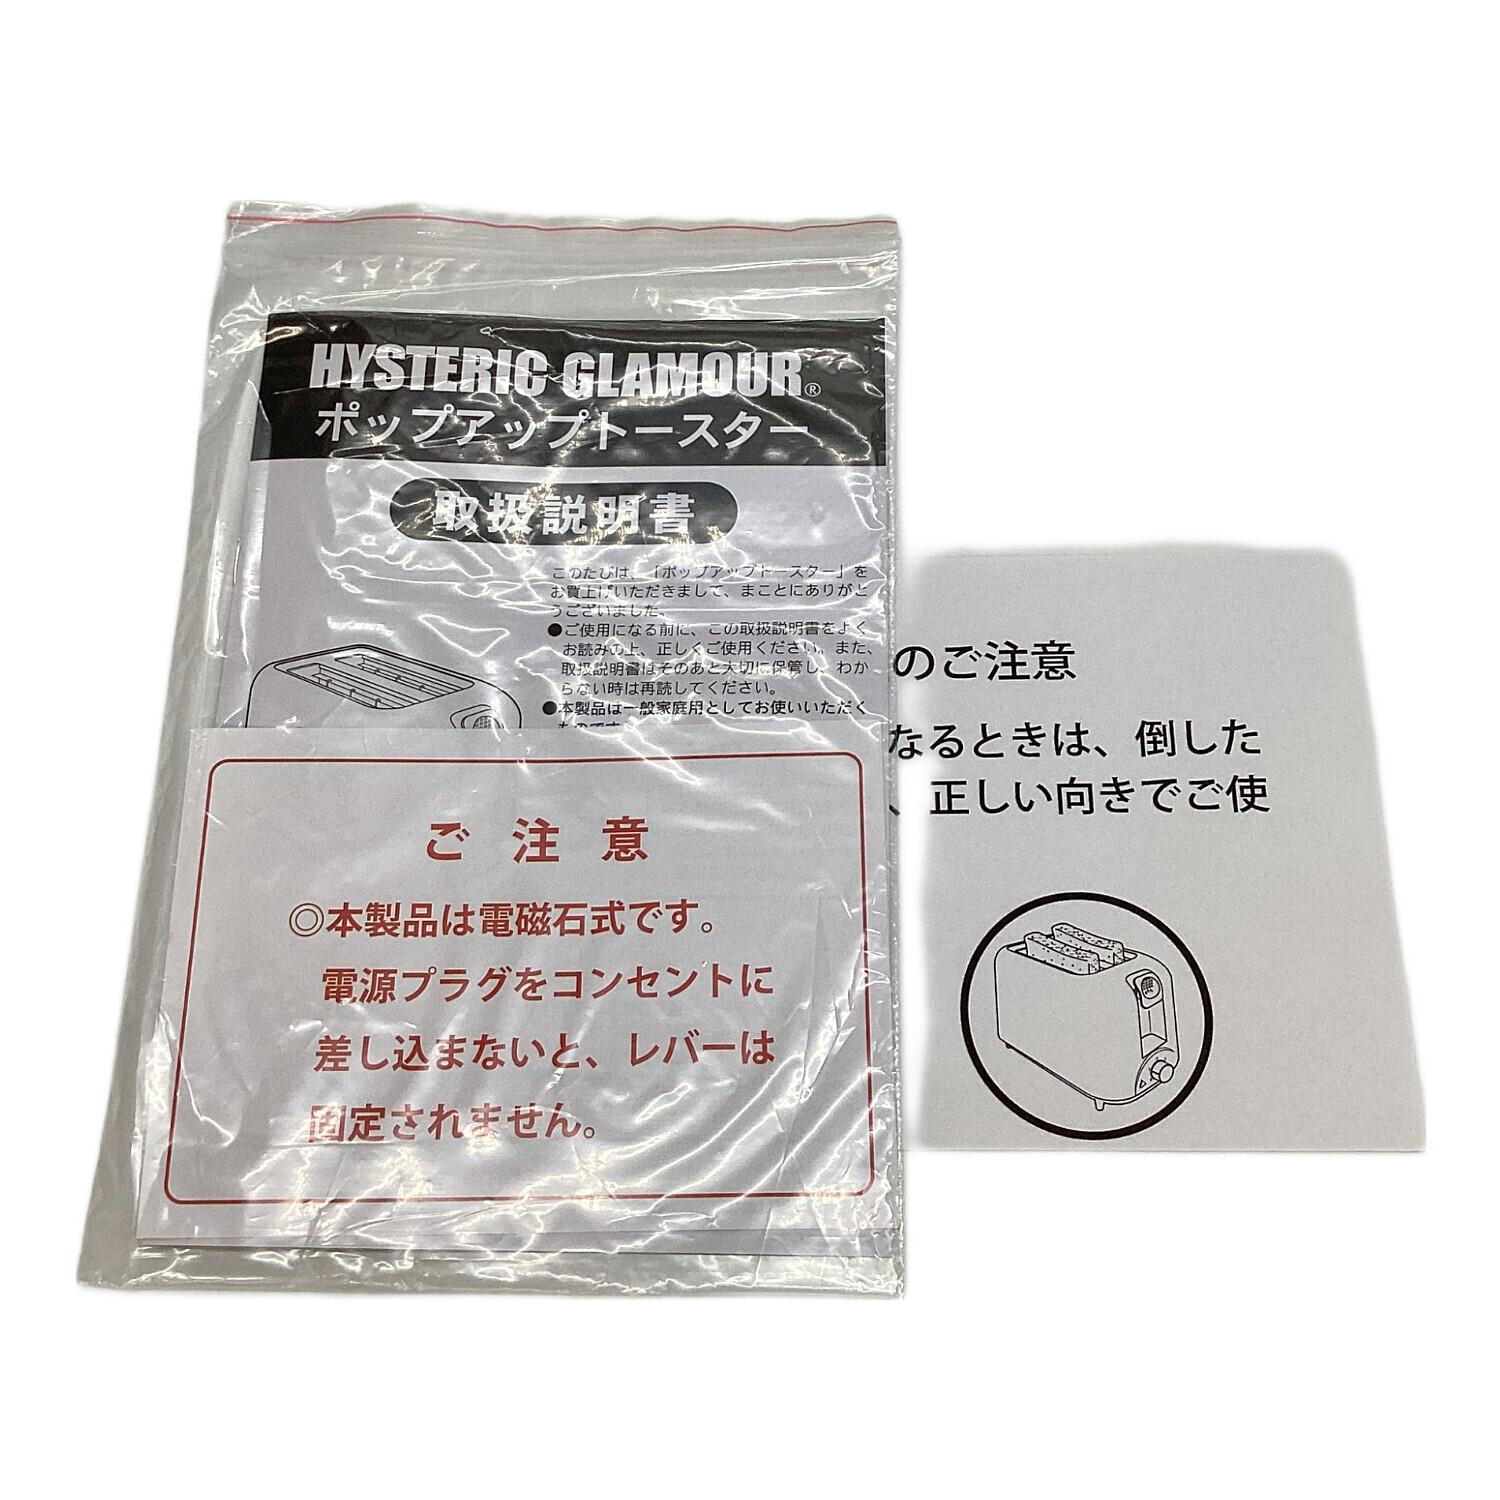 HYSTERIC GLAMOUR®
ポップアップトースター
取扱説明書
このたびは、「ポップアップトースター」を
お買上げいただきまして、まことにありがと
うございました。
●ご使用になる前に、この取扱説明書をよく
お読みの上、正しくご使用ください。また、
取扱説明書はそのあと大切に保管し、わか
らない時は再読してください。
●本製品は一般家庭用としてお使いいただく
ものです
ご注意
◎本製品は電磁石式です。
電源プラグをコンセントに
差し込まないと、レバーは
固定されません。
のご注意
なるときは、倒した
、正しい向きでご使